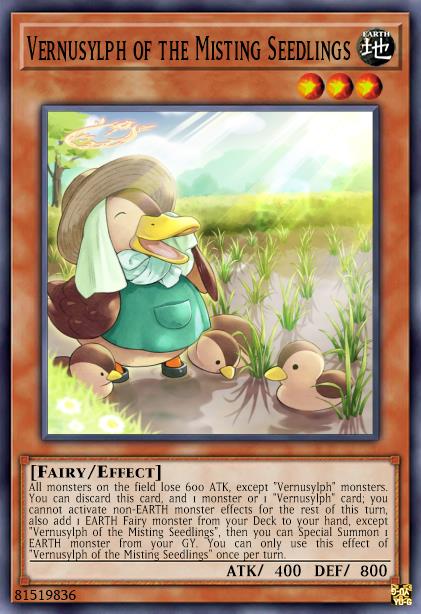 VERNUSYLPH OF THE MISTING SEEDLINGS
EARTH
地
[FAIRY/EFFECT]
All monsters on the field lose 600 ATK, except "Vernusylph" monsters.
You can discard this card, and 1 monster or 1 "Vernusylph" card; you
cannot activate non-EARTH monster effects for the rest of this turn,
also add 1 EARTH Fairy monster from your Deck to your hand, except
"Vernusylph of the Misting Seedlings", then you can Special Summon 1
EARTH monster from your GY. You can only use this effect of
"Vernusylph of the Misting Seedlings" once per turn.
ATK/ 400 DEF/ 800
81519836